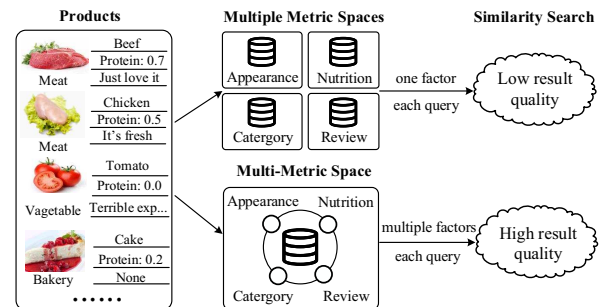 Products
Beef
Protein: 0.7
Just love it
Meat
Chicken
Protein: 0.5
It's fresh
Meat
Tomato
Protein: 0.0
Terrible exp...
Vagetable
Cake
Protein: 0.2
None
Bakery
......
Multiple Metric Spaces
Appearance
Nutrition
Catergory
Review
one factor
each query
Multi-Metric Space
Appearance
Nutrition
Catergory
Review
multiple factors
each query
Similarity Search
Low result
quality
High result
quality